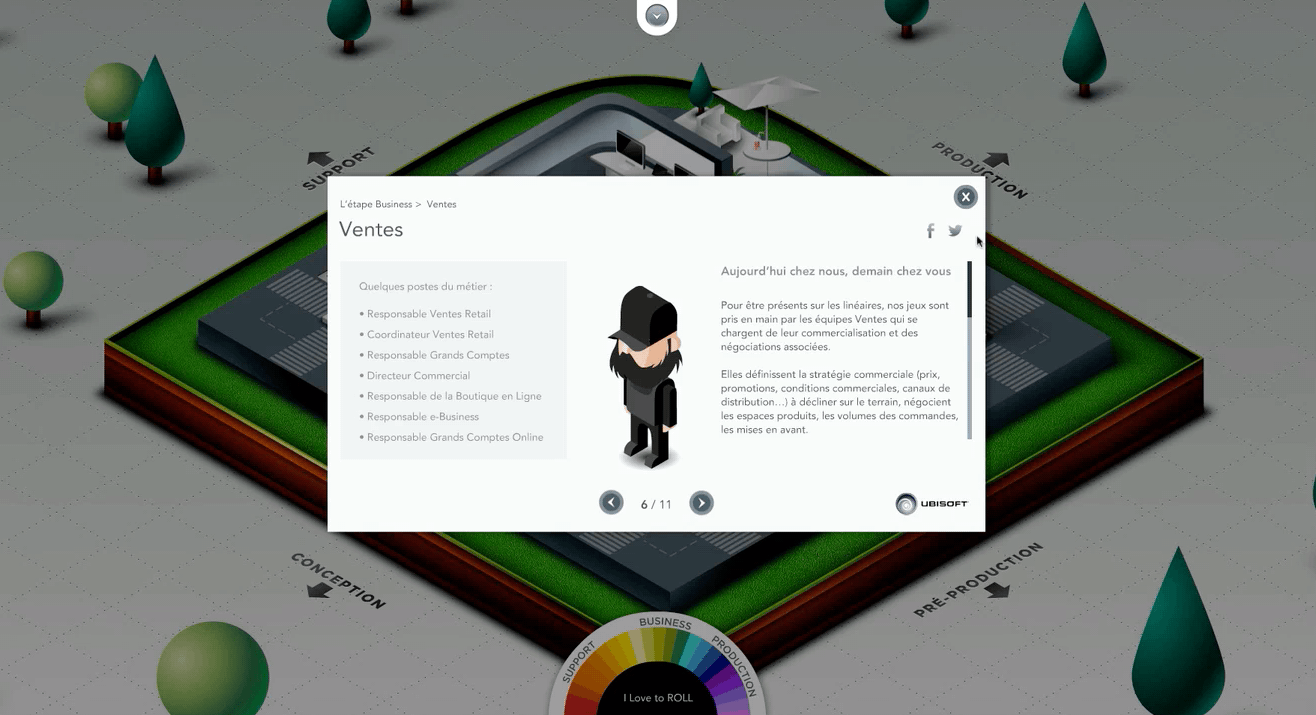 SUPPORT
PRODUCTION
L'étape Business > Ventes
Ventes
Quelques postes du métier :
• Responsable Ventes Retail
• Coordinateur Ventes Retail
• Responsable Grands Comptes
• Directeur Commercial
• Responsable de la Boutique en Ligne
• Responsable e-Business
• Responsable Grands Comptes Online
Aujourd'hui chez nous, demain chez vous
Pour être présents sur les linéaires, nos jeux sont
pris en main par les équipes Ventes qui se
chargent de leur commercialisation et des
négociations associées.
Elles définissent la stratégie commerciale (prix,
promotions, conditions commerciales, canaux de
distribution...) à décliner sur le terrain, négocient
les espaces produits, les volumes des commandes,
les mises en avant.
6 / 11
UBISOFT
CONCEPTION
PRÉ-PRODUCTION
SUPPORT
BUSINESS
PRODUCTION
I Love to ROLL